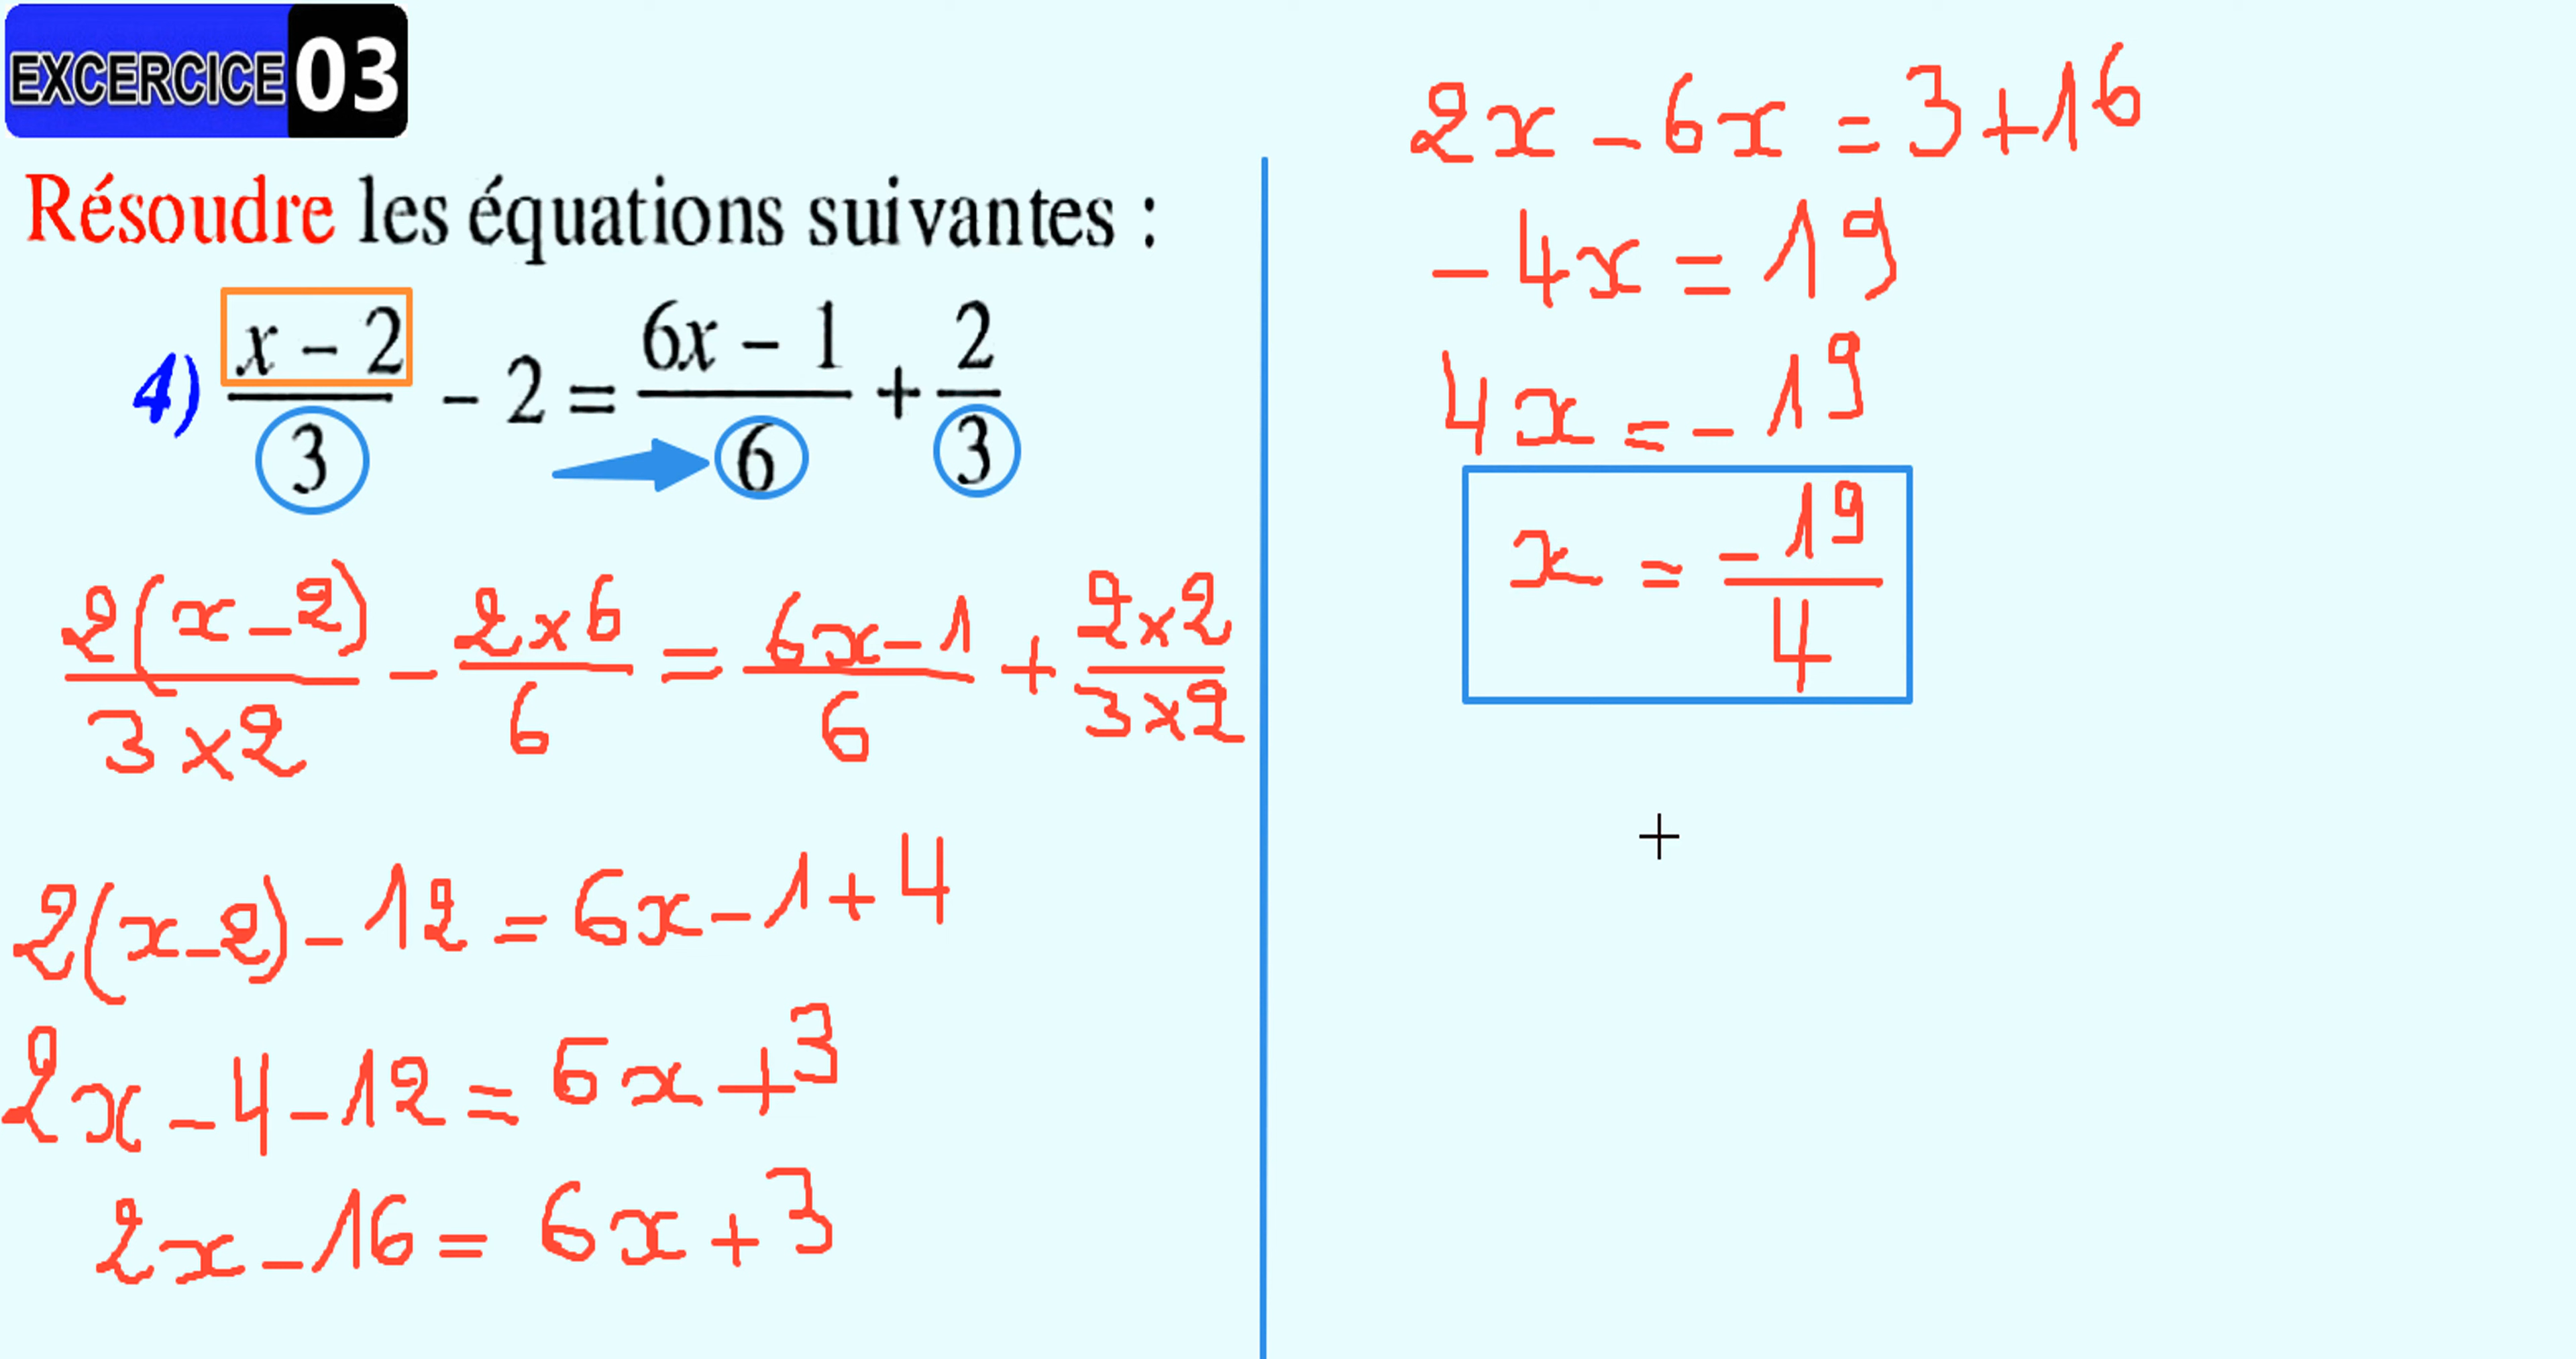 EXCERCICE 03
Résoudre les équations suivantes :
4) (x – 2)/3 – 2 = (6x – 1)/6 + 2/3
2(x–2)/(3×2) – (2×6)/6 = (6x–1)/6 + (2×2)/(3×2)
2(x–2) – 12 = 6x – 1 + 4
2x – 4 – 12 = 6x + 3
2x – 16 = 6x + 3
2x – 6x = 3 + 16
– 4x = 19
4x = – 19
x = –19/4